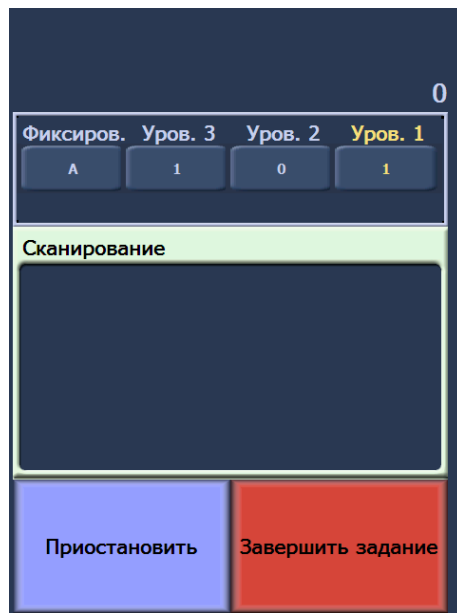 0
Фиксиров. Уров. 3 Уров. 2 Уров. 1
A 1 0 1
Сканирование
Приостановить Завершить задание